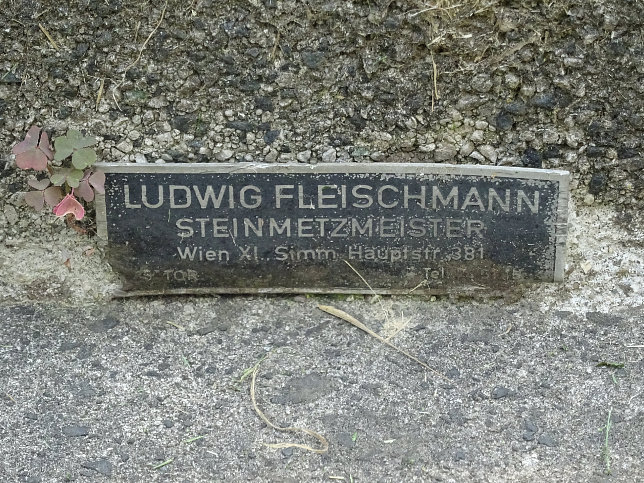 LUDWIG FLEISCHMANN
STEINMETZMEISTER
Wien XI., Simm. Hauptstr. 381
TOR Tel.